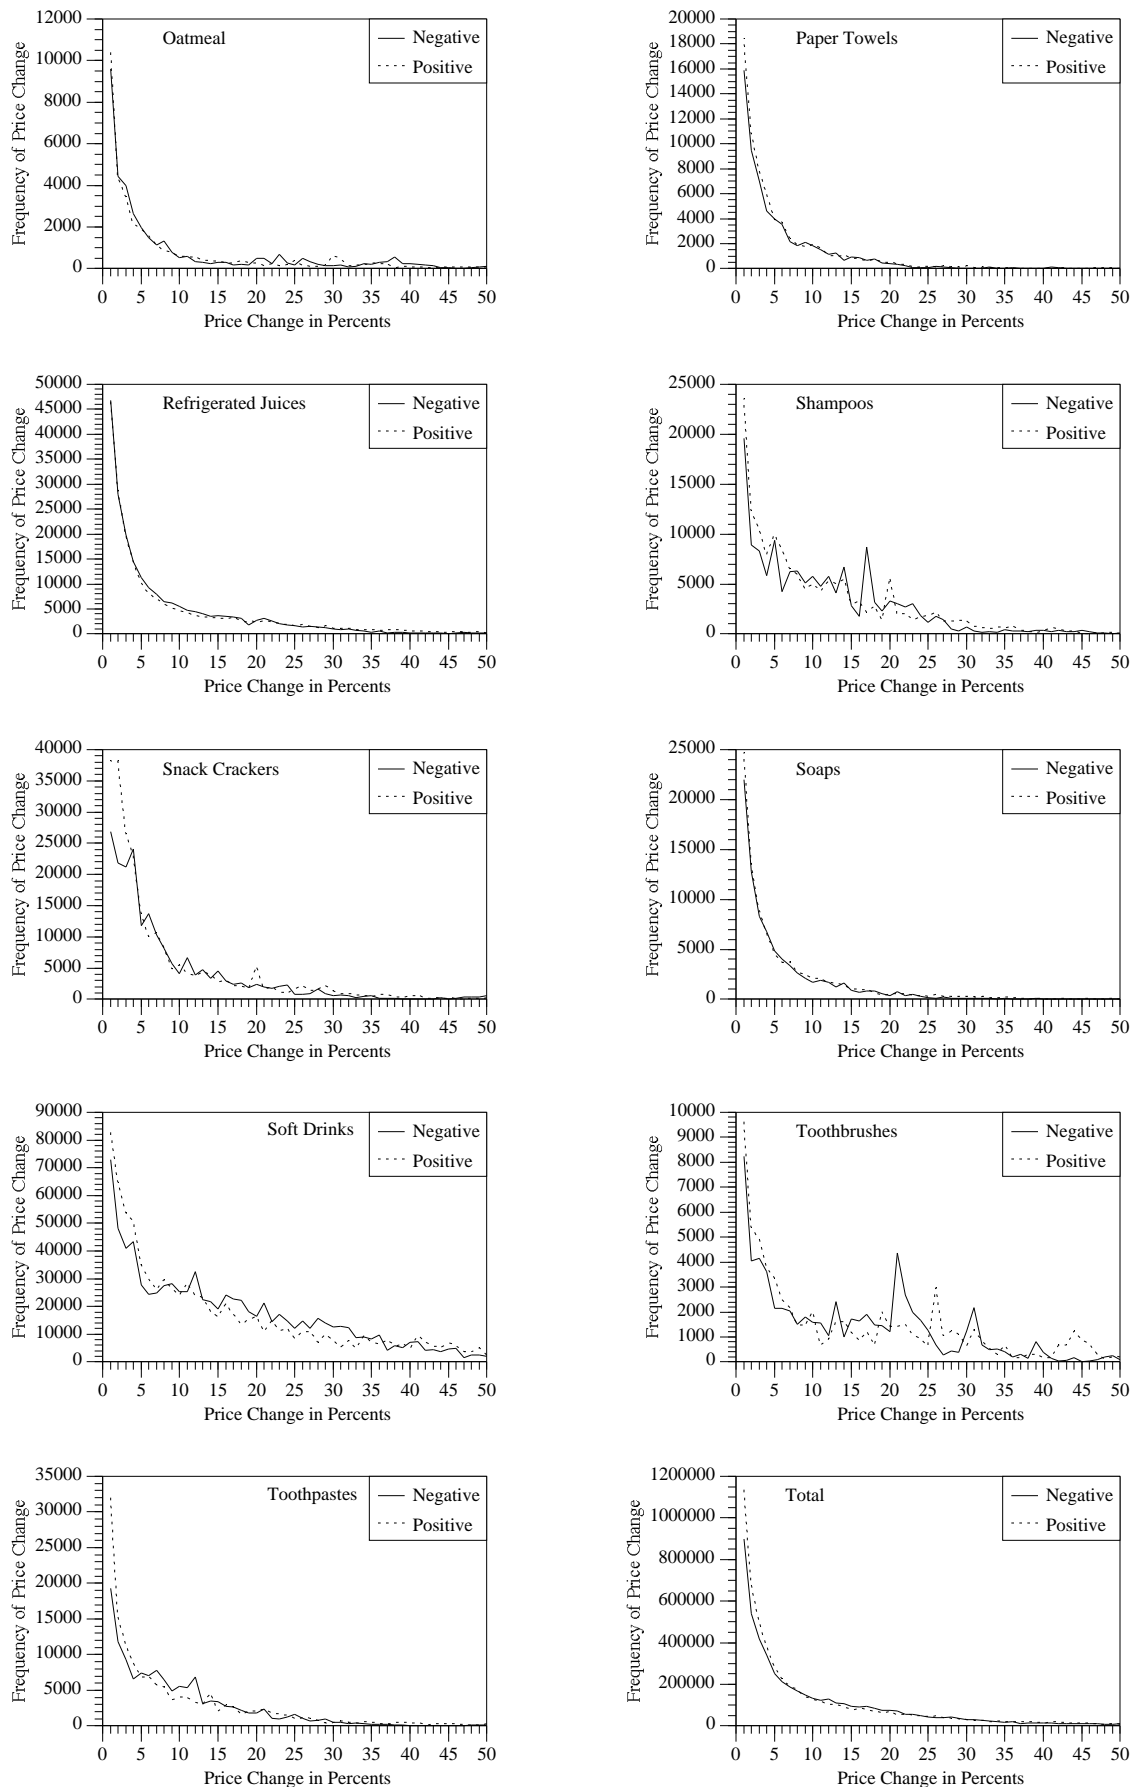 Oatmeal
Negative
Positive
Frequency of Price Change
12000
10000
8000
6000
4000
2000
0
0 5 10 15 20 25 30 35 40 45 50
Price Change in Percents
Paper Towels
Negative
Positive
Frequency of Price Change
20000
18000
16000
14000
12000
10000
8000
6000
4000
2000
0
0 5 10 15 20 25 30 35 40 45 50
Price Change in Percents
Refrigerated Juices
Negative
Positive
Frequency of Price Change
50000
45000
40000
35000
30000
25000
20000
15000
10000
5000
0
0 5 10 15 20 25 30 35 40 45 50
Price Change in Percents
Shampoos
Negative
Positive
Frequency of Price Change
25000
20000
15000
10000
5000
0
0 5 10 15 20 25 30 35 40 45 50
Price Change in Percents
Snack Crackers
Negative
Positive
Frequency of Price Change
40000
35000
30000
25000
20000
15000
10000
5000
0
0 5 10 15 20 25 30 35 40 45 50
Price Change in Percents
Soaps
Negative
Positive
Frequency of Price Change
25000
20000
15000
10000
5000
0
0 5 10 15 20 25 30 35 40 45 50
Price Change in Percents
Soft Drinks
Negative
Positive
Frequency of Price Change
90000
80000
70000
60000
50000
40000
30000
20000
10000
0
0 5 10 15 20 25 30 35 40 45 50
Price Change in Percents
Toothbrushes
Negative
Positive
Frequency of Price Change
10000
9000
8000
7000
6000
5000
4000
3000
2000
1000
0
0 5 10 15 20 25 30 35 40 45 50
Price Change in Percents
Toothpastes
Negative
Positive
Frequency of Price Change
35000
30000
25000
20000
15000
10000
5000
0
0 5 10 15 20 25 30 35 40 45 50
Price Change in Percents
Total
Negative
Positive
Frequency of Price Change
1200000
1000000
800000
600000
400000
200000
0
0 5 10 15 20 25 30 35 40 45 50
Price Change in Percents